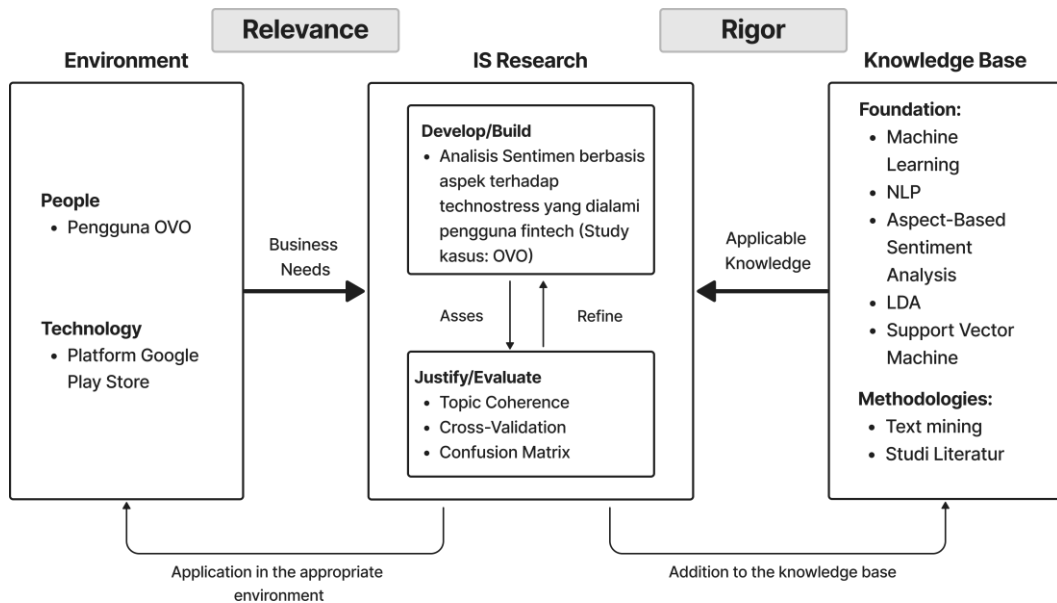 Relevance
Rigor
Environment
IS Research
Knowledge Base
People
• Pengguna OVO
Technology
• Platform Google
Play Store
Business
Needs
Develop/Build
• Analisis Sentimen berbasis
aspek terhadap
technostress yang dialami
pengguna fintech (Study
kasus: OVO)
Asses
Refine
Justify/Evaluate
• Topic Coherence
• Cross-Validation
• Confusion Matrix
Applicable
Knowledge
Foundation:
• Machine
Learning
• NLP
• Aspect-Based
Sentiment
Analysis
• LDA
• Support Vector
Machine
Methodologies:
• Text mining
• Studi Literatur
Application in the appropriate
environment
Addition to the knowledge base